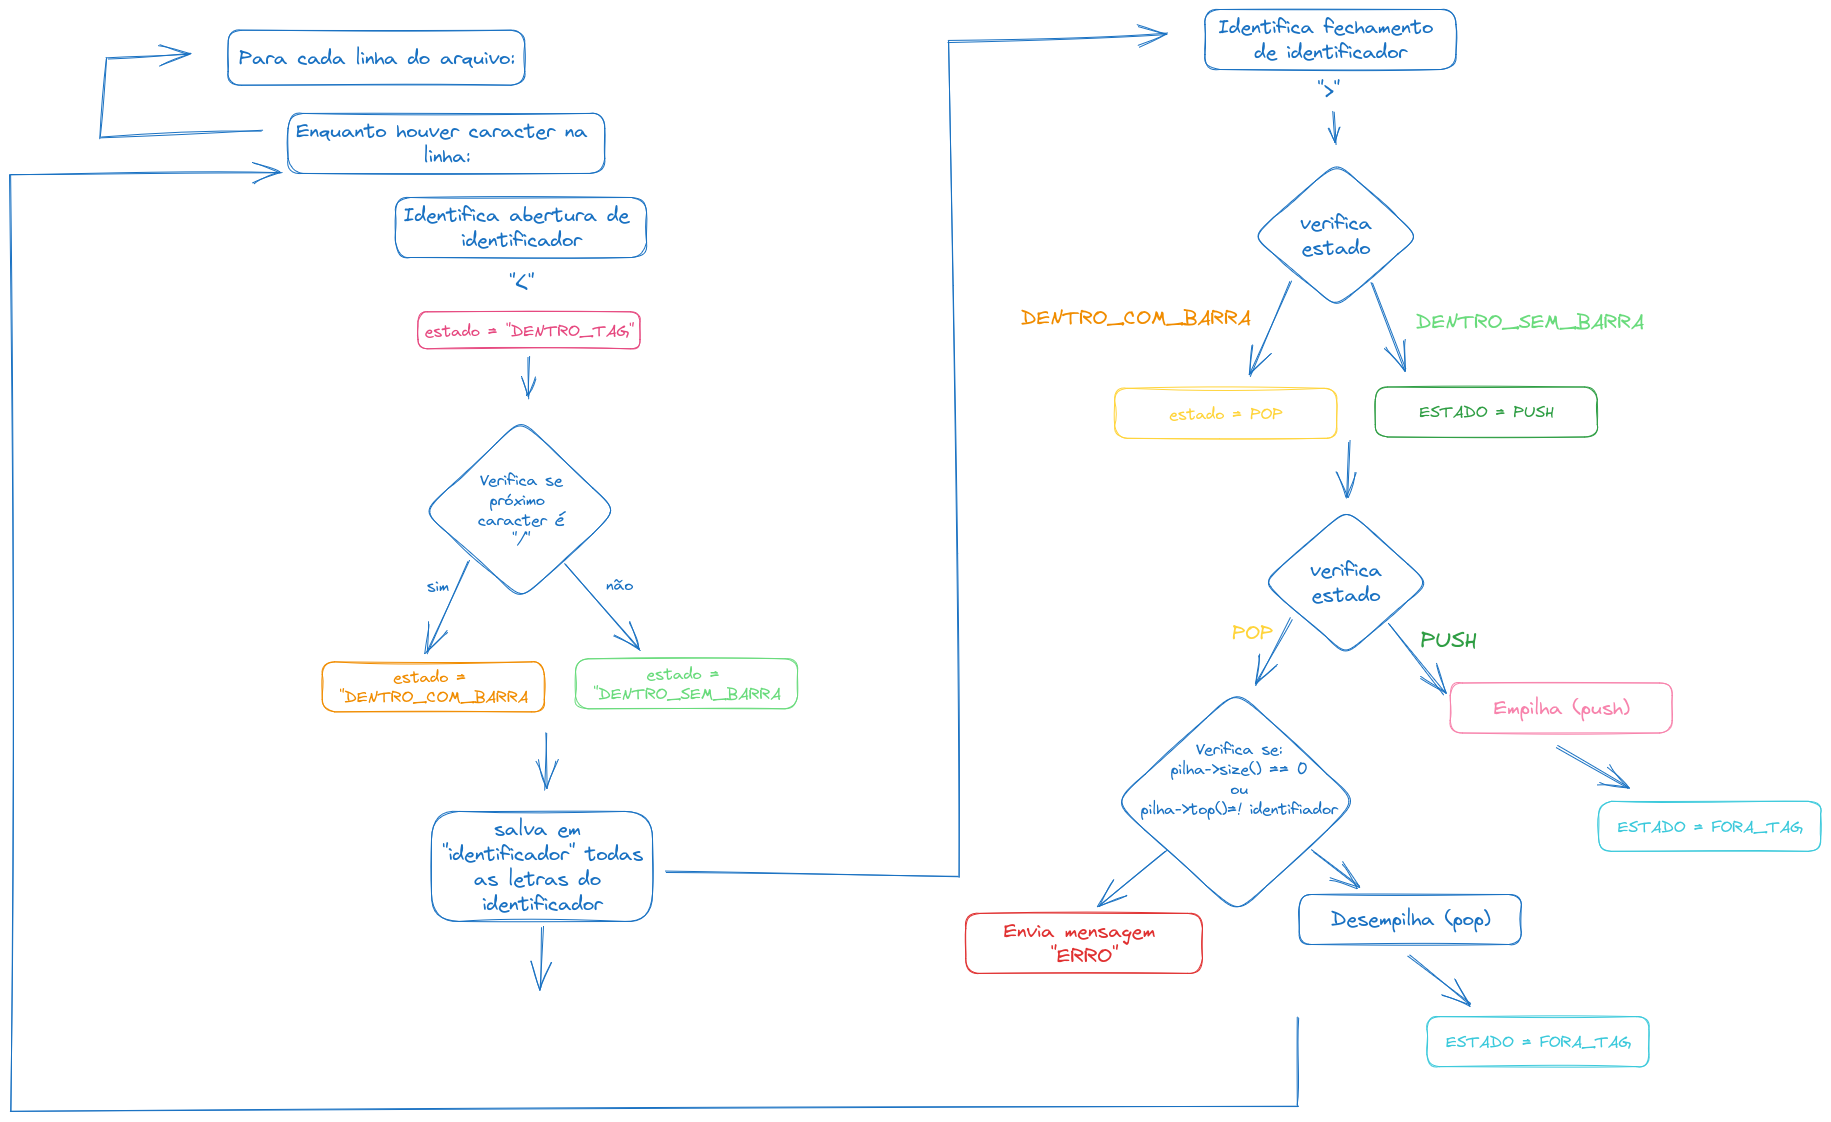 Para cada linha do arquivo:
Enquanto houver caracter na
linha:
Identifica abertura de
identificador
"<"
estado = "DENTRO_TAG"
Verifica se
próximo
caracter é
"/"
sim
não
estado =
"DENTRO_COM_BARRA
estado =
"DENTRO_SEM_BARRA
salva em
"identificador" todas
as letras do
identificador
Identifica fechamento
de identificador
">"
verifica
estado
DENTRO_COM_BARRA
DENTRO_SEM_BARRA
estado = POP
ESTADO = PUSH
verifica
estado
POP
PUSH
Empilha (push)
ESTADO = FORA_TAG
Verifica se:
pilha->size() == 0
ou
pilha->top()=! identifiador
Envia mensagem
"ERRO"
Desempilha (pop)
ESTADO = FORA_TAG